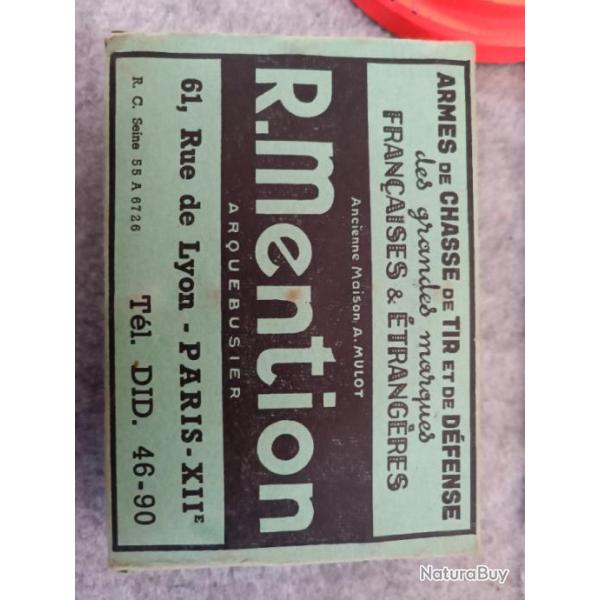 ARMES DE CHASSE DE TIR ET DE DÉFENSE
des grandes marques
FRANÇAISES & ÉTRANGÈRES
Ancienne Maison A. MULOT
R.Mention
ARQUEBUSIER
61, Rue de Lyon - PARIS-XIIE
R. C. Seine 55 A 6726
Tél. DID. 46-90
NaturaBuy